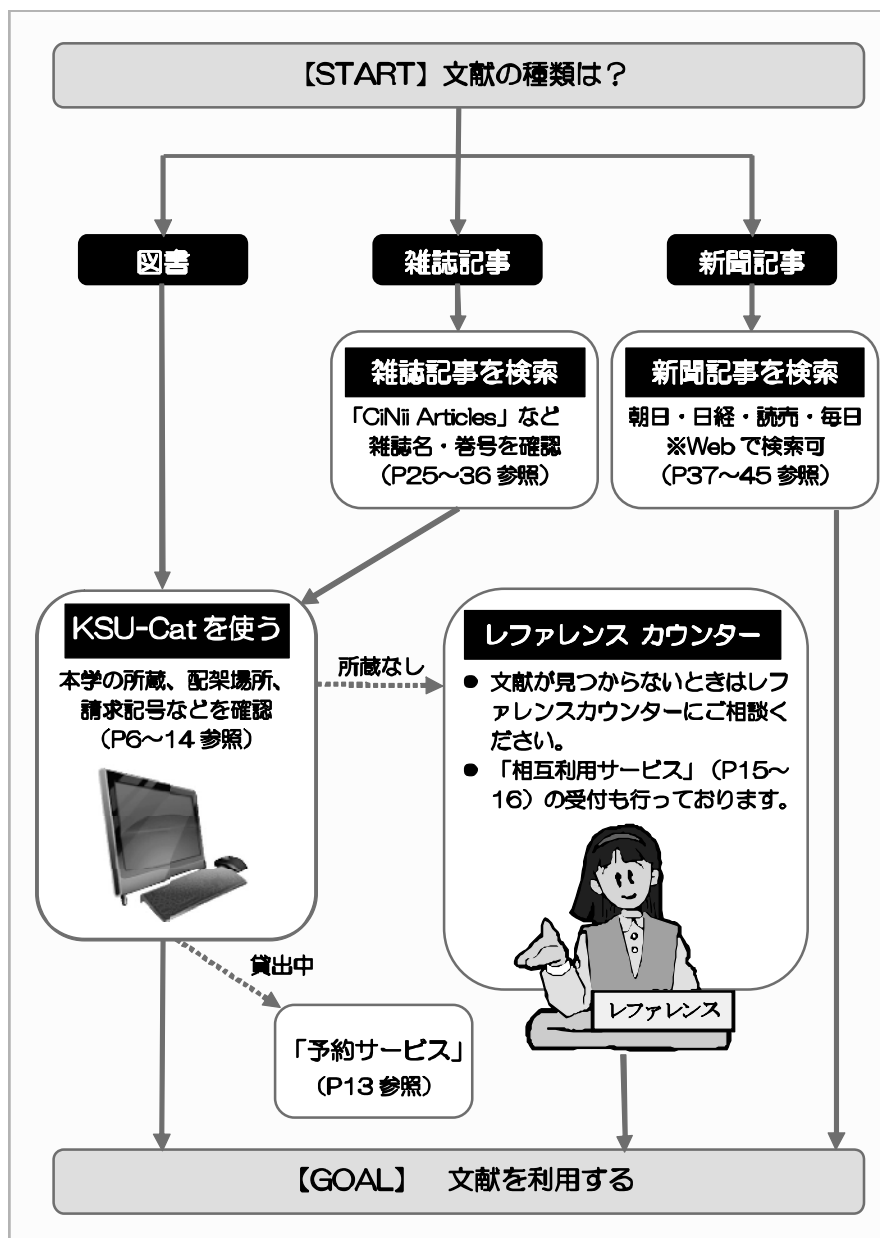 【START】文献の種類は？
図書
雑誌記事
新聞記事
雑誌記事を検索
「CiNii Articles」など
雑誌名・巻号を確認
（P25～36 参照）
新聞記事を検索
朝日・日経・読売・毎日
※Web で検索可
（P37～45 参照）
KSU-Cat を使う
本学の所蔵、配架場所、
請求記号などを確認
（P6～14 参照）
所蔵なし
レファレンス カウンター
● 文献が見つからないときはレフ
ァレンスカウンターにご相談く
ださい。
● 「相互利用サービス」（P15～
16）の受付も行っております。
レファレンス
貸出中
「予約サービス」
（P13 参照）
【GOAL】　文献を利用する